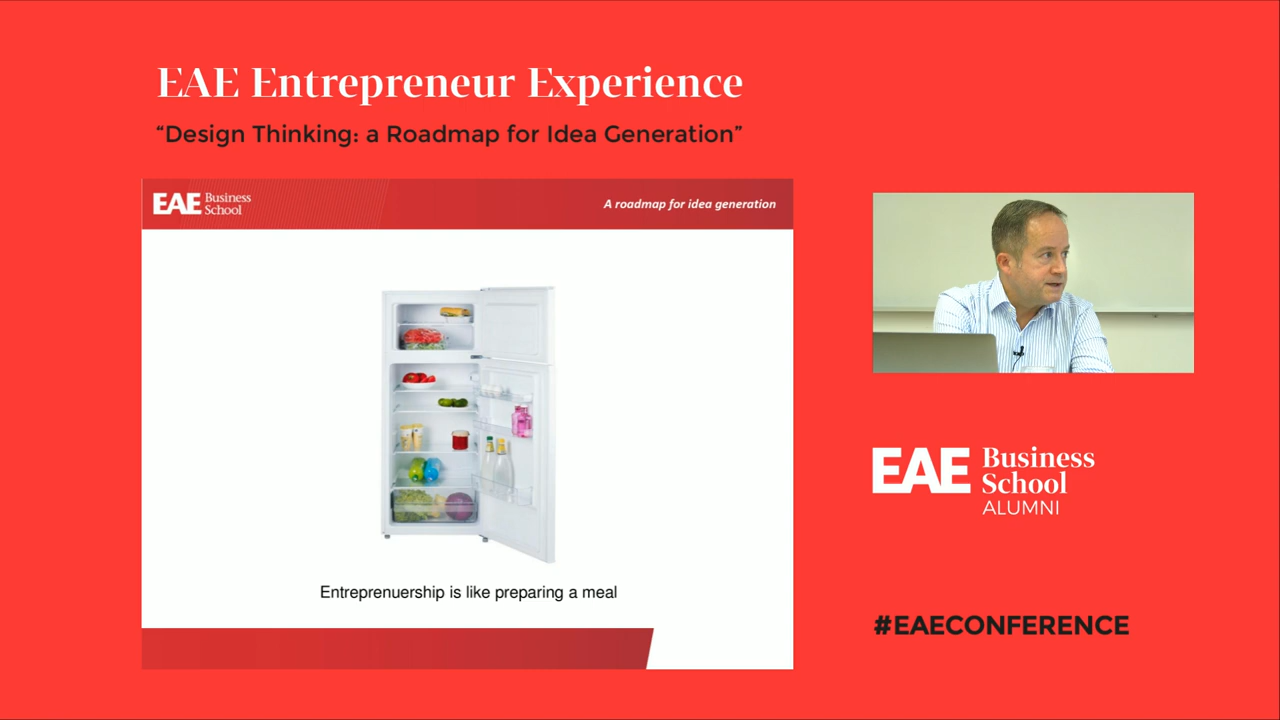 EAE Entrepreneur Experience
“Design Thinking: a Roadmap for Idea Generation”
EAE Business
School
A roadmap for idea generation
Entreprenuership is like preparing a meal
EAE Business
School
ALUMNI
#EAECONFERENCE